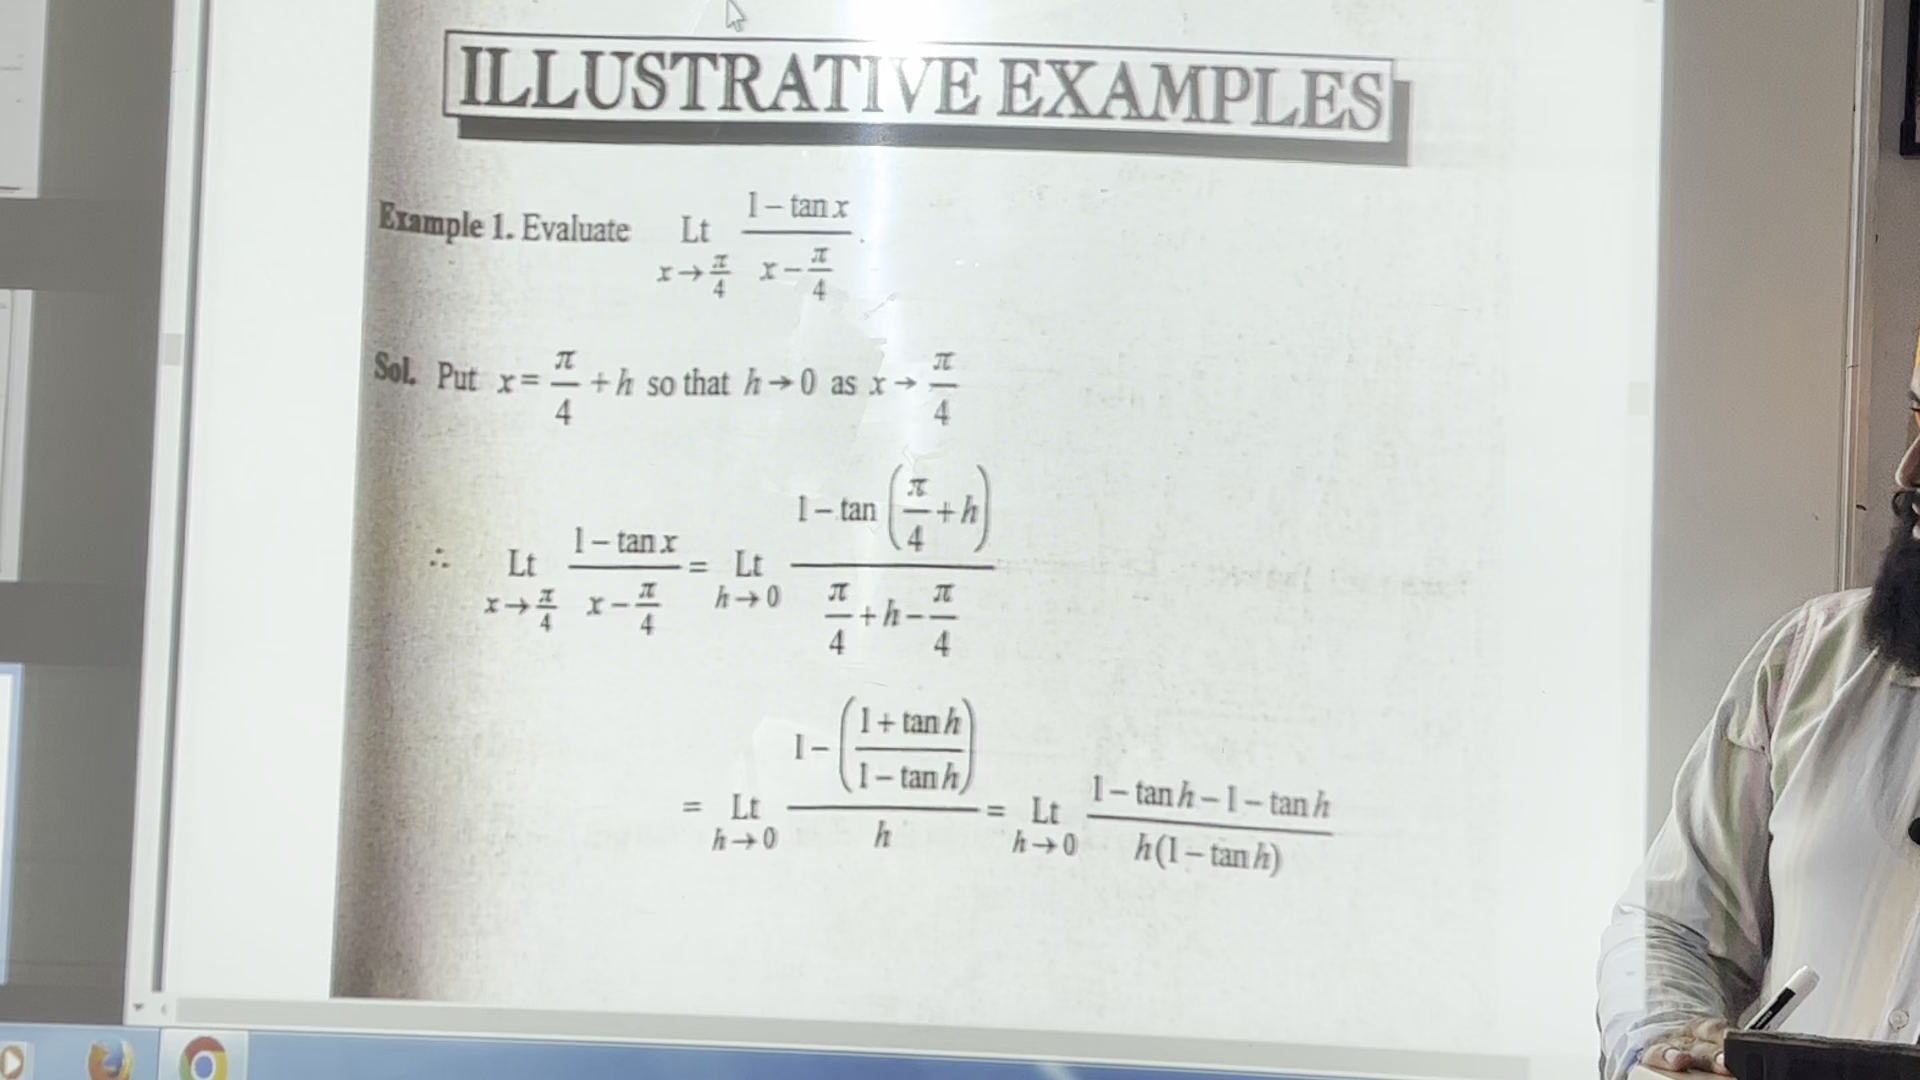 ILLUSTRATIVE EXAMPLES
Example 1. Evaluate Lt x→π/4 (1 – tan x)/(x – π/4).
Sol. Put x = π/4 + h so that h → 0 as x → π/4
∴ Lt x→π/4 (1 – tan x)/(x – π/4) = Lt h→0 (1 – tan (π/4 + h))/(π/4 + h – π/4)
= Lt h→0 (1 – ((1 + tan h)/(1 – tan h)))/h = Lt h→0 (1 – tan h – 1 – tan h)/(h(1 – tan h))